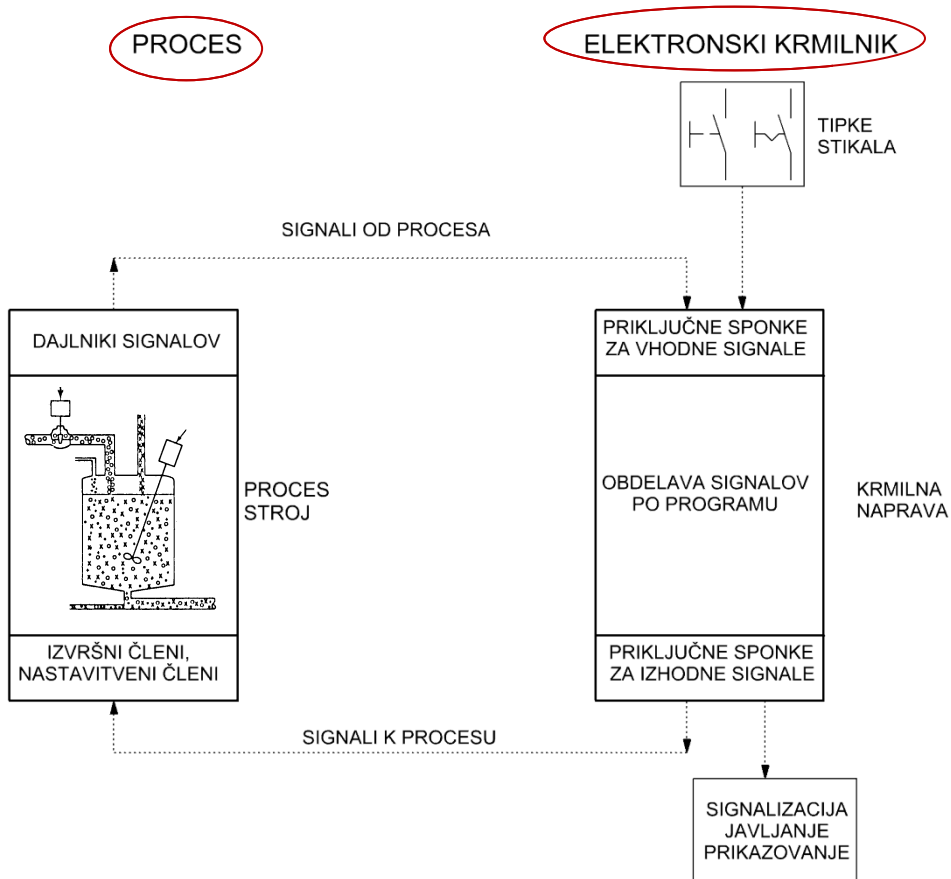 PROCES
ELEKTRONSKI KRMILNIK
TIPKE
STIKALA
SIGNALI OD PROCESA
DAJLNIKI SIGNALOV
PRIKLJUČNE SPONKE
ZA VHODNE SIGNALE
PROCES
STROJ
OBDELAVA SIGNALOV
PO PROGRAMU
KRMILNA
NAPRAVA
IZVRŠNI ČLENI,
NASTAVITVENI ČLENI
PRIKLJUČNE SPONKE
ZA IZHODNE SIGNALE
SIGNALI K PROCESU
SIGNALIZACIJA
JAVLJANJE
PRIKAZOVANJE